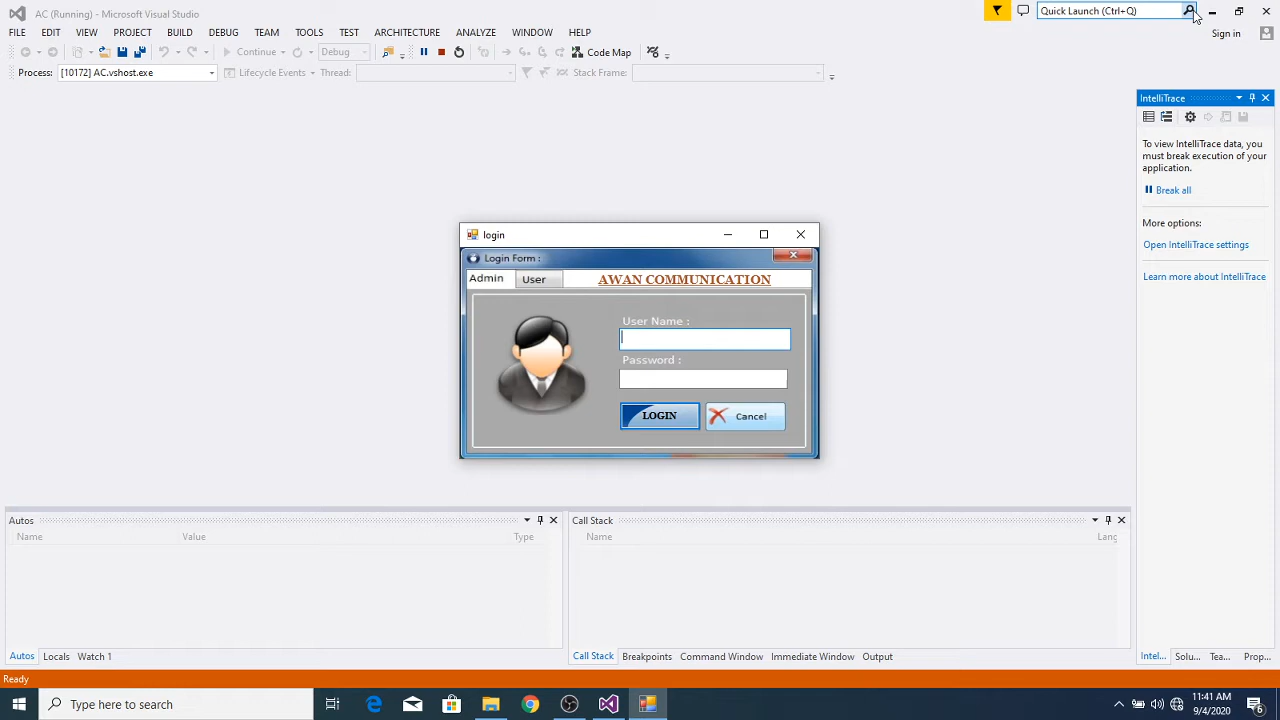 AC (Running) - Microsoft Visual Studio
Quick Launch (Ctrl+Q)
FILE EDIT VIEW PROJECT BUILD DEBUG TEAM TOOLS TEST ARCHITECTURE ANALYZE WINDOW HELP
Sign in
Continue Debug Code Map
Process: [10172] AC.vshost.exe Lifecycle Events Thread: Stack Frame:
IntelliTrace
To view IntelliTrace data, you
must break execution of your
application.
Break all
More options:
Open IntelliTrace settings
Learn more about IntelliTrace
login
Login Form :
Admin User AWAN COMMUNICATION
User Name :
Password :
LOGIN Cancel
Autos
Name Value Type
Call Stack
Name Lang
Autos Locals Watch 1
Call Stack Breakpoints Command Window Immediate Window Output
Intel... Solu... Tea... Prop...
Ready
Type here to search
11:41 AM
9/4/2020
6